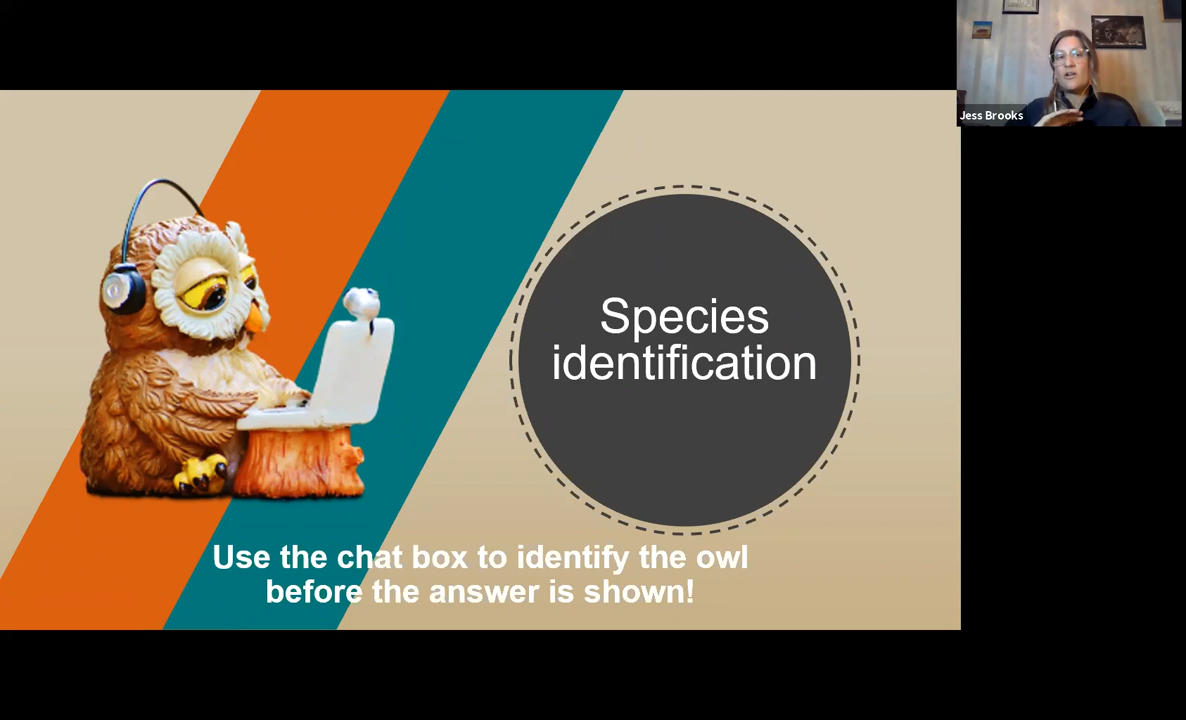 Jess Brooks
Species
identification
Use the chat box to identify the owl
before the answer is shown!